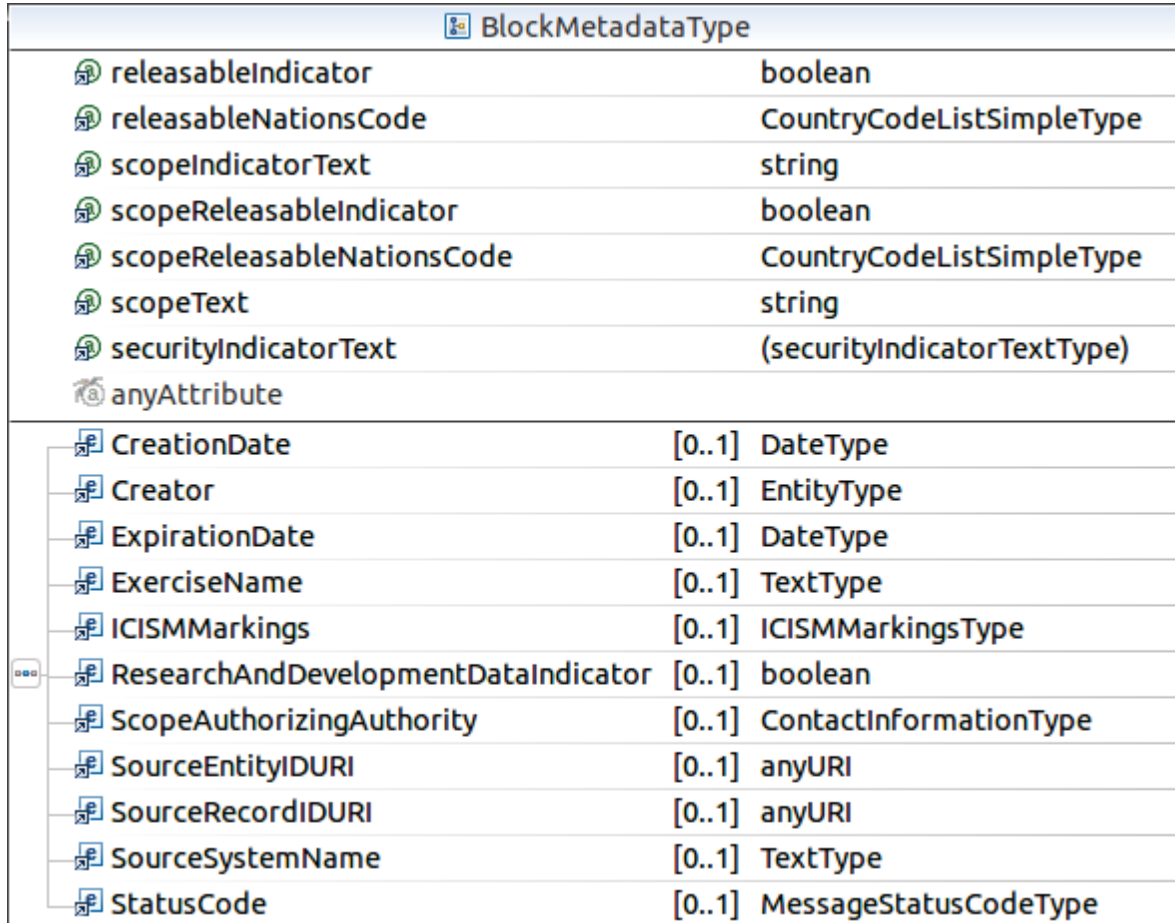 BlockMetadataType
releasableIndicator boolean
releasableNationsCode CountryCodeListSimpleType
scopeIndicatorText string
scopeReleasableIndicator boolean
scopeReleasableNationsCode CountryCodeListSimpleType
scopeText string
securityIndicatorText (securityIndicatorTextType)
anyAttribute
CreationDate [0..1] DateType
Creator [0..1] EntityType
ExpirationDate [0..1] DateType
ExerciseName [0..1] TextType
ICISMMarkings [0..1] ICISMMarkingsType
ResearchAndDevelopmentDataIndicator [0..1] boolean
ScopeAuthorizingAuthority [0..1] ContactInformationType
SourceEntityIDURI [0..1] anyURI
SourceRecordIDURI [0..1] anyURI
SourceSystemName [0..1] TextType
StatusCode [0..1] MessageStatusCodeType